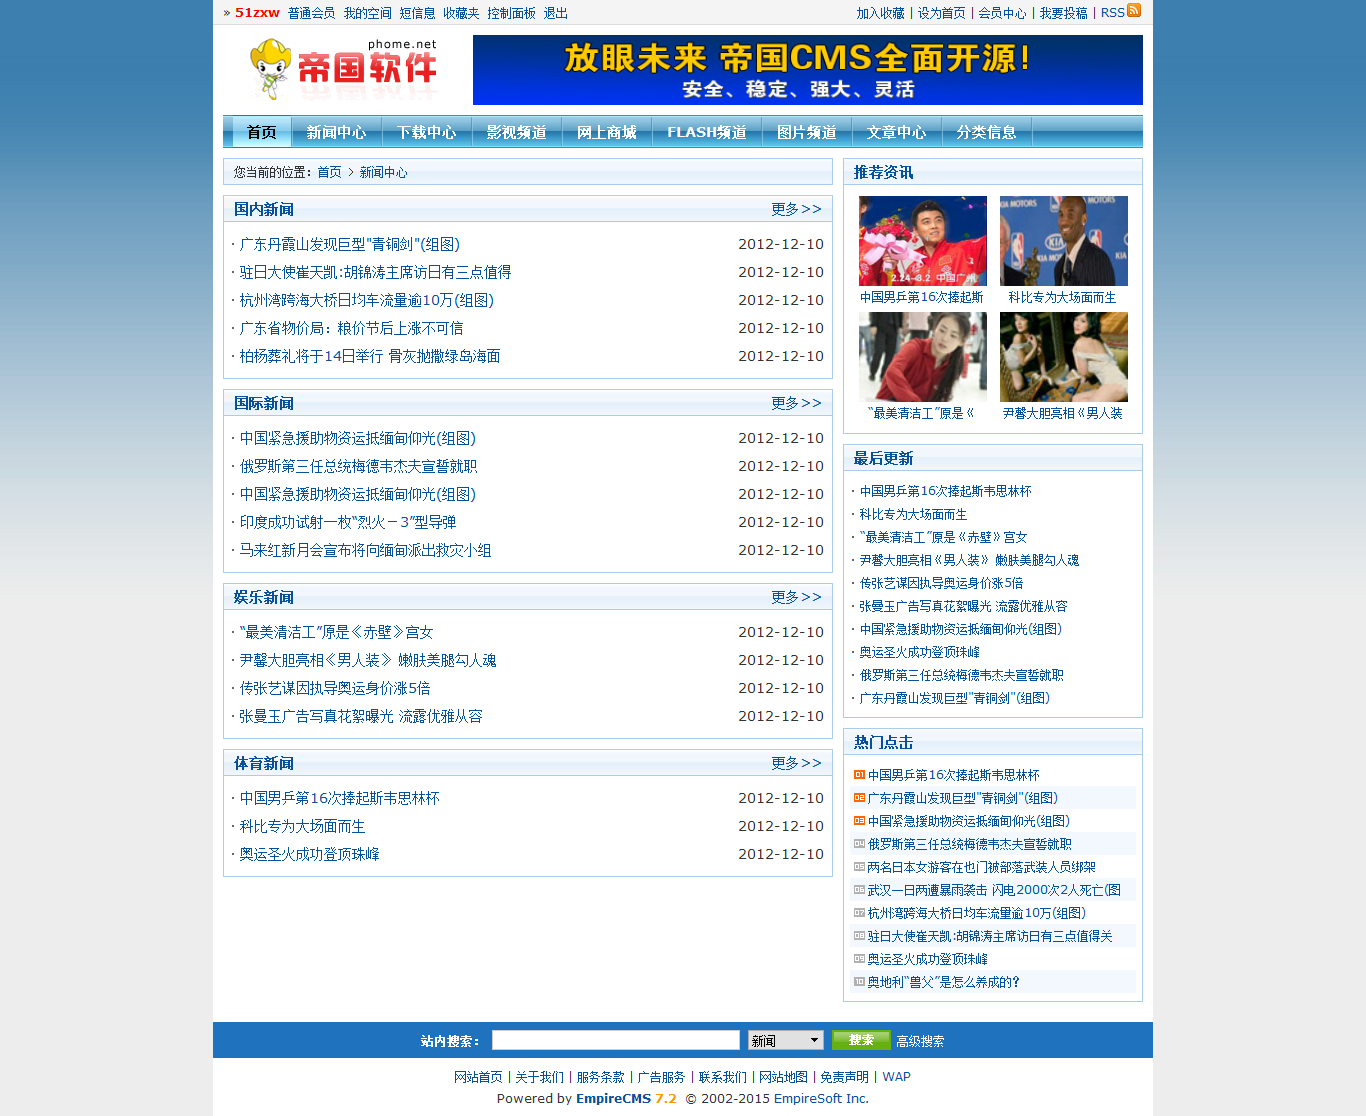 » 51zxw 普通会员 我的空间 短信息 收藏夹 控制面板 退出
加入收藏 | 设为首页 | 会员中心 | 我要投稿 | RSS
phome.net
帝国软件
放眼未来 帝国CMS全面开源!
安全、稳定、强大、灵活
首页 新闻中心 下载中心 影视频道 网上商城 FLASH频道 图片频道 文章中心 分类信息
您当前的位置：首页 > 新闻中心
国内新闻 更多>>
· 广东丹霞山发现巨型"青铜剑"(组图) 2012-12-10
· 驻日大使崔天凯:胡锦涛主席访日有三点值得 2012-12-10
· 杭州湾跨海大桥日均车流量逾10万(组图) 2012-12-10
· 广东省物价局：粮价节后上涨不可信 2012-12-10
· 柏杨葬礼将于14日举行 骨灰抛撒绿岛海面 2012-12-10
国际新闻 更多>>
· 中国紧急援助物资运抵缅甸仰光(组图) 2012-12-10
· 俄罗斯第三任总统梅德韦杰夫宣誓就职 2012-12-10
· 中国紧急援助物资运抵缅甸仰光(组图) 2012-12-10
· 印度成功试射一枚“烈火－3”型导弹 2012-12-10
· 马来红新月会宣布将向缅甸派出救灾小组 2012-12-10
娱乐新闻 更多>>
· “最美清洁工”原是《赤壁》宫女 2012-12-10
· 尹馨大胆亮相《男人装》 嫩肤美腿勾人魂 2012-12-10
· 传张艺谋因执导奥运身价涨5倍 2012-12-10
· 张曼玉广告写真花絮曝光 流露优雅从容 2012-12-10
体育新闻 更多>>
· 中国男乒第16次捧起斯韦思林杯 2012-12-10
· 科比专为大场面而生 2012-12-10
· 奥运圣火成功登顶珠峰 2012-12-10
推荐资讯
2.24-3.2 中国广州
MOTORS
KIA MOTORS
KIA
中国男乒第16次捧起斯 科比专为大场面而生
“最美清洁工”原是《 尹馨大胆亮相《男人装
最后更新
· 中国男乒第16次捧起斯韦思林杯
· 科比专为大场面而生
· “最美清洁工”原是《赤壁》宫女
· 尹馨大胆亮相《男人装》 嫩肤美腿勾人魂
· 传张艺谋因执导奥运身价涨5倍
· 张曼玉广告写真花絮曝光 流露优雅从容
· 中国紧急援助物资运抵缅甸仰光(组图)
· 奥运圣火成功登顶珠峰
· 俄罗斯第三任总统梅德韦杰夫宣誓就职
· 广东丹霞山发现巨型"青铜剑"(组图)
热门点击
01 中国男乒第16次捧起斯韦思林杯
02 广东丹霞山发现巨型"青铜剑"(组图)
03 中国紧急援助物资运抵缅甸仰光(组图)
04 俄罗斯第三任总统梅德韦杰夫宣誓就职
05 两名日本女游客在也门被部落武装人员绑架
06 武汉一日两遭暴雨袭击 闪电2000次2人死亡(图
07 杭州湾跨海大桥日均车流量逾10万(组图)
08 驻日大使崔天凯:胡锦涛主席访日有三点值得关
09 奥运圣火成功登顶珠峰
10 奥地利“兽父”是怎么养成的?
站内搜索： 新闻 搜索 高级搜索
网站首页 | 关于我们 | 服务条款 | 广告服务 | 联系我们 | 网站地图 | 免责声明 | WAP
Powered by EmpireCMS 7.2 © 2002-2015 EmpireSoft Inc.